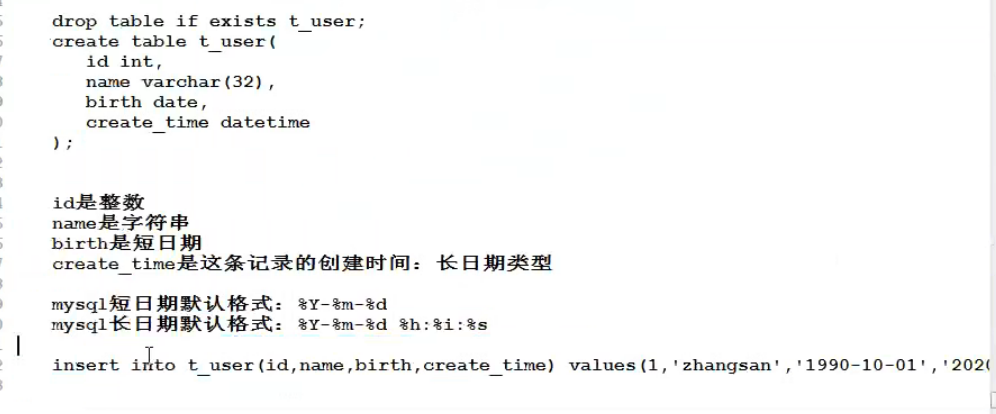 drop table if exists t_user;
create table t_user(
id int,
name varchar(32),
birth date,
create_time datetime
);
id是整数
name是字符串
birth是短日期
create_time是这条记录的创建时间：长日期类型
mysql短日期默认格式：%Y-%m-%d
mysql长日期默认格式：%Y-%m-%d %h:%i:%s
insert into t_user(id,name,birth,create_time) values(1,'zhangsan','1990-10-01','2020